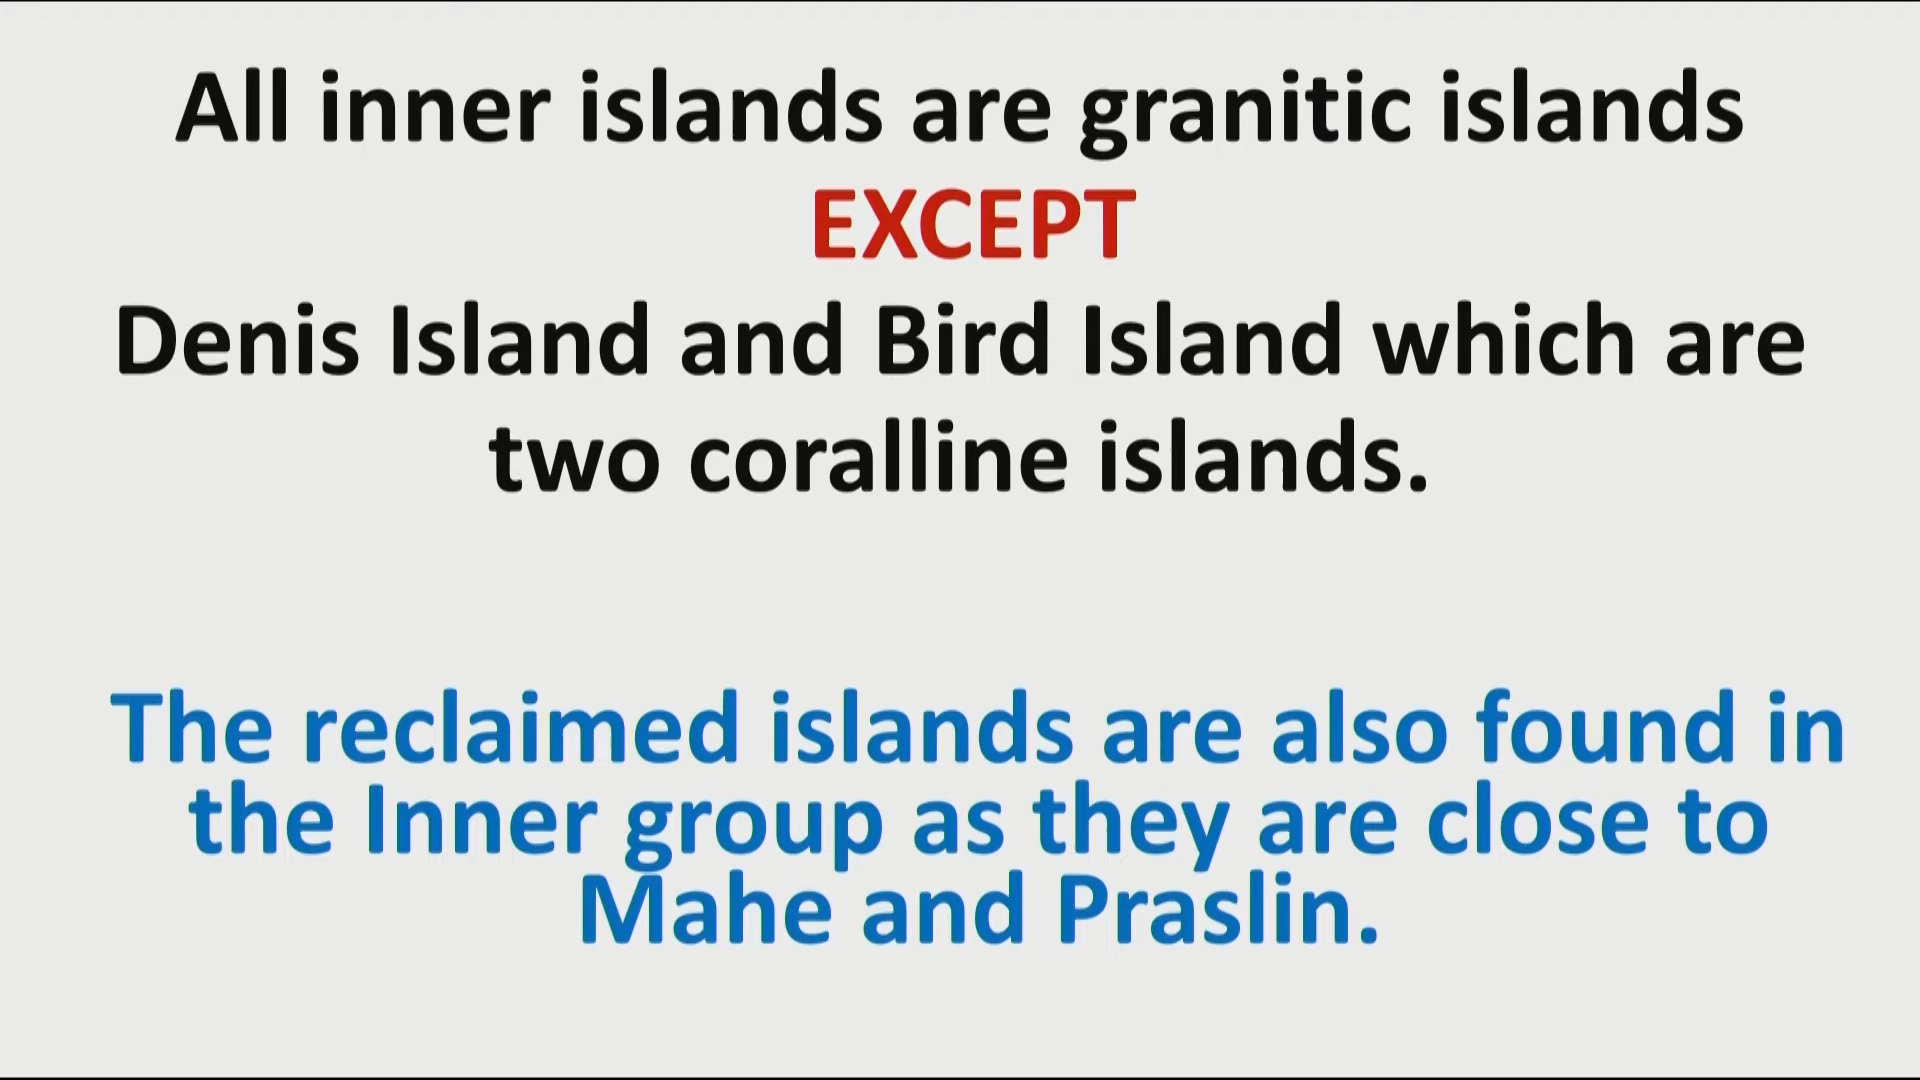 All inner islands are granitic islands
EXCEPT
Denis Island and Bird Island which are
two coralline islands.
The reclaimed islands are also found in
the Inner group as they are close to
Mahe and Praslin.